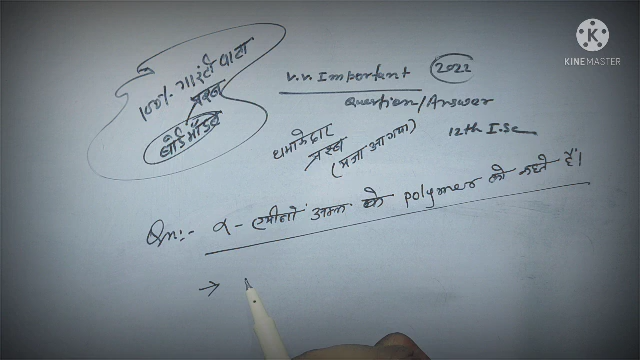 100% गारंटी वाला
प्रश्न
बोर्ड मॉडल
v.v. Important
2022
Question/Answer
12th I.Sc
धमाकेदार
प्रश्न
(मजा आ गया)
Qn:- α- एमीनो अम्ल के polymer को कहते हैं।
→
K
KINEMASTER